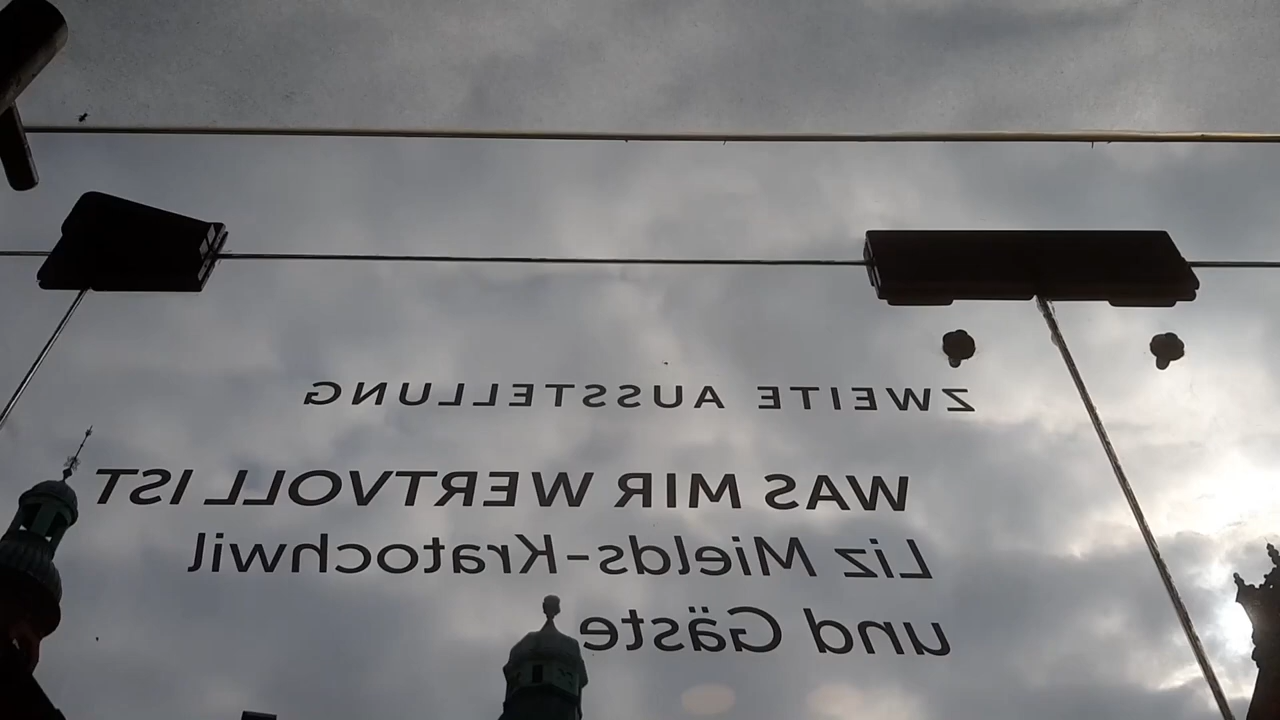 ZWEITE AUSSTELLUNG
WAS MIR WERTVOLL IST
Liz Mields-Kratochwil
und Gäste